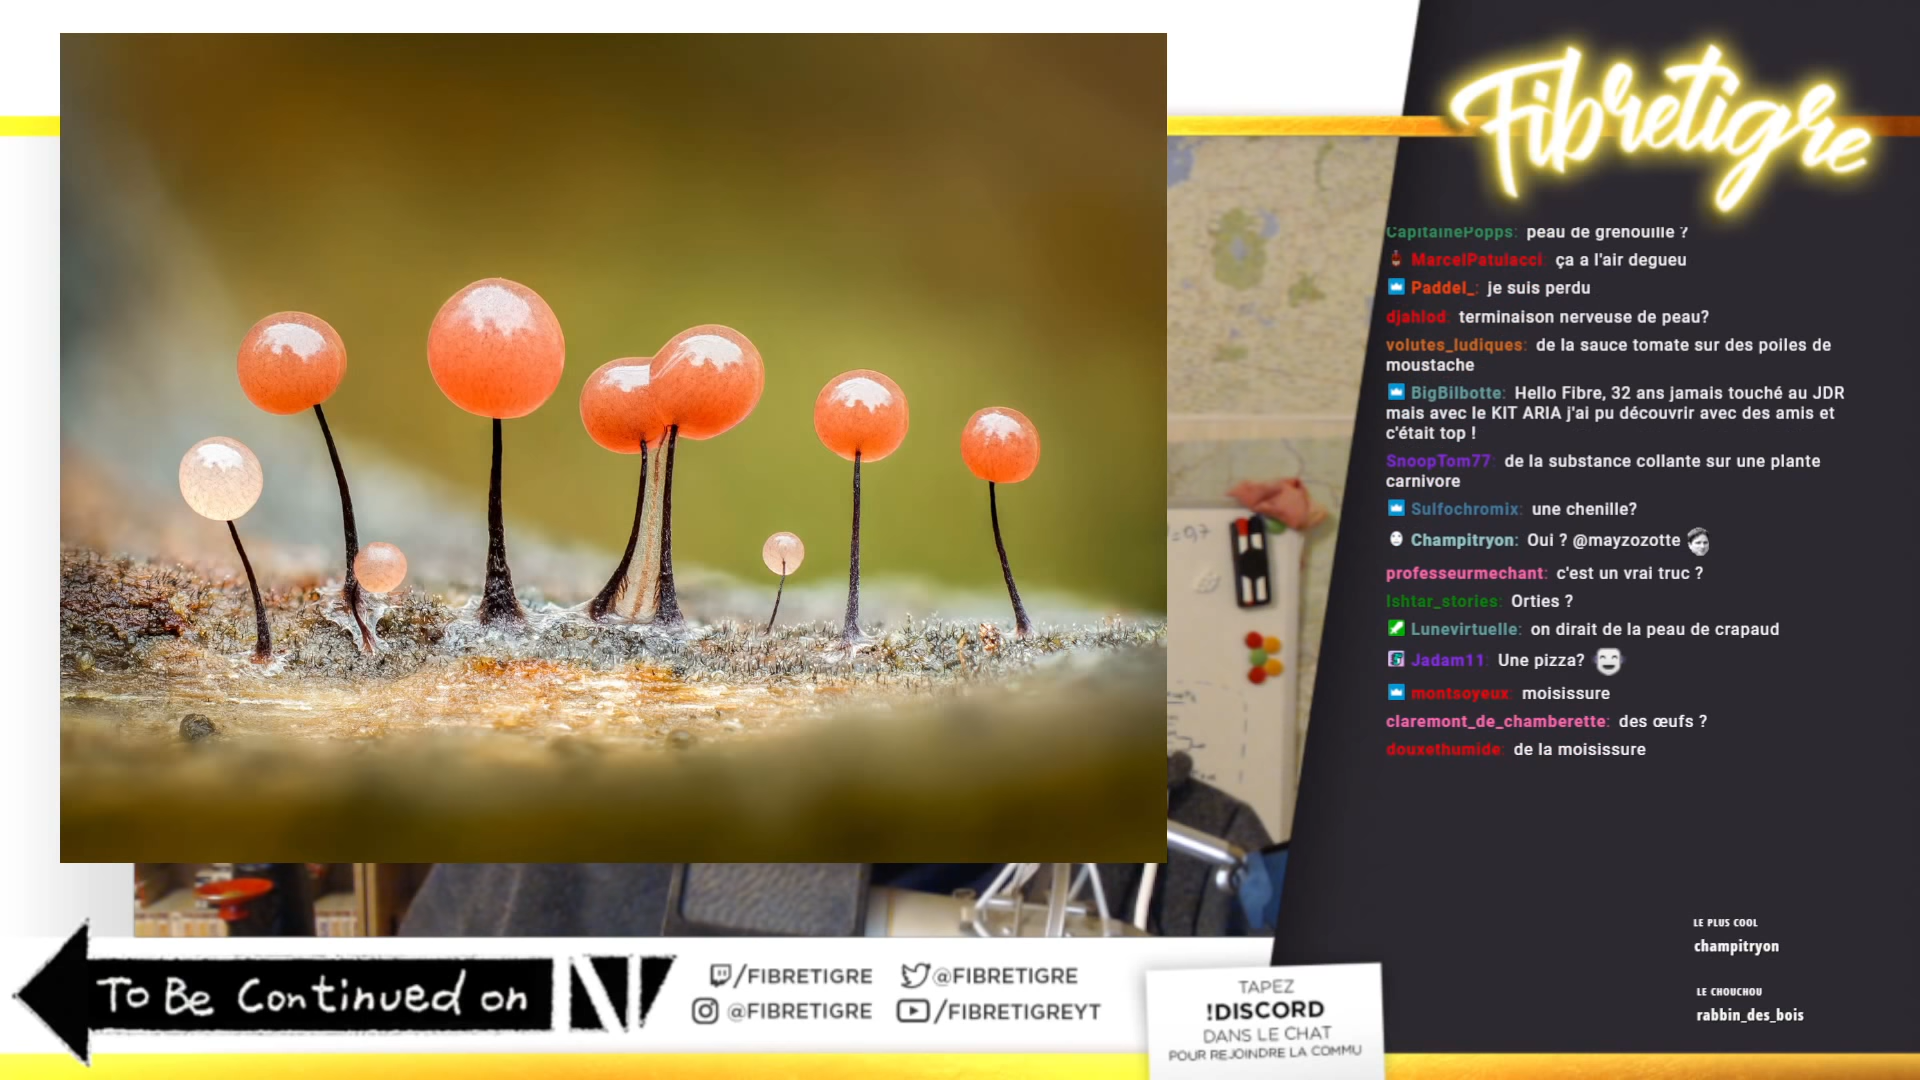 Fibretigre
CapitainePopps: peau de grenouille ?
MarcelPatulacci: ça a l'air degueu
Paddel_: je suis perdu
djahlod: terminaison nerveuse de peau?
volutes_ludiques: de la sauce tomate sur des poiles de
moustache
BigBilbotte: Hello Fibre, 32 ans jamais touché au JDR
mais avec le KIT ARIA j'ai pu découvrir avec des amis et
c'était top !
SnoopTom77: de la substance collante sur une plante
carnivore
Sulfochromix: une chenille?
Champitryon: Oui ? @mayzozotte
professeurmechant: c'est un vrai truc ?
Ishtar_stories: Orties ?
Lunevirtuelle: on dirait de la peau de crapaud
Jadam11: Une pizza?
montsoyeux: moisissure
claremont_de_chamberette: des œufs ?
douxethumide: de la moisissure
LE PLUS COOL
champitryon
LE CHOUCHOU
rabbin_des_bois
To Be Continued on
/FIBRETIGRE @FIBRETIGRE
@FIBRETIGRE /FIBRETIGREYT
TAPEZ
!DISCORD
DANS LE CHAT
POUR REJOINDRE LA COMMU